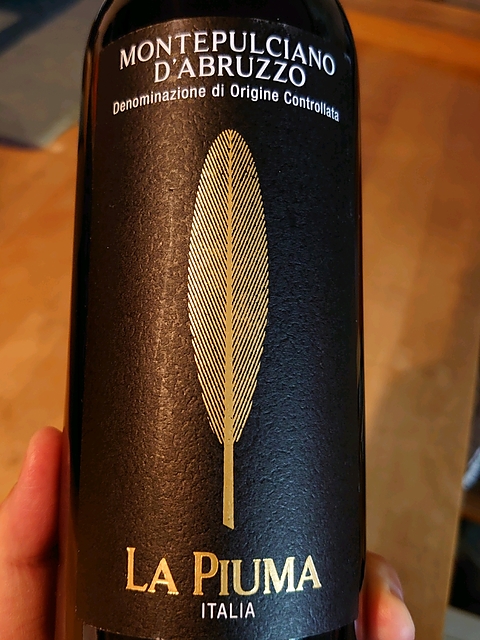 MONTEPULCIANO
D'ABRUZZO
Denominazione di Origine Controllata
LA PIUMA
ITALIA